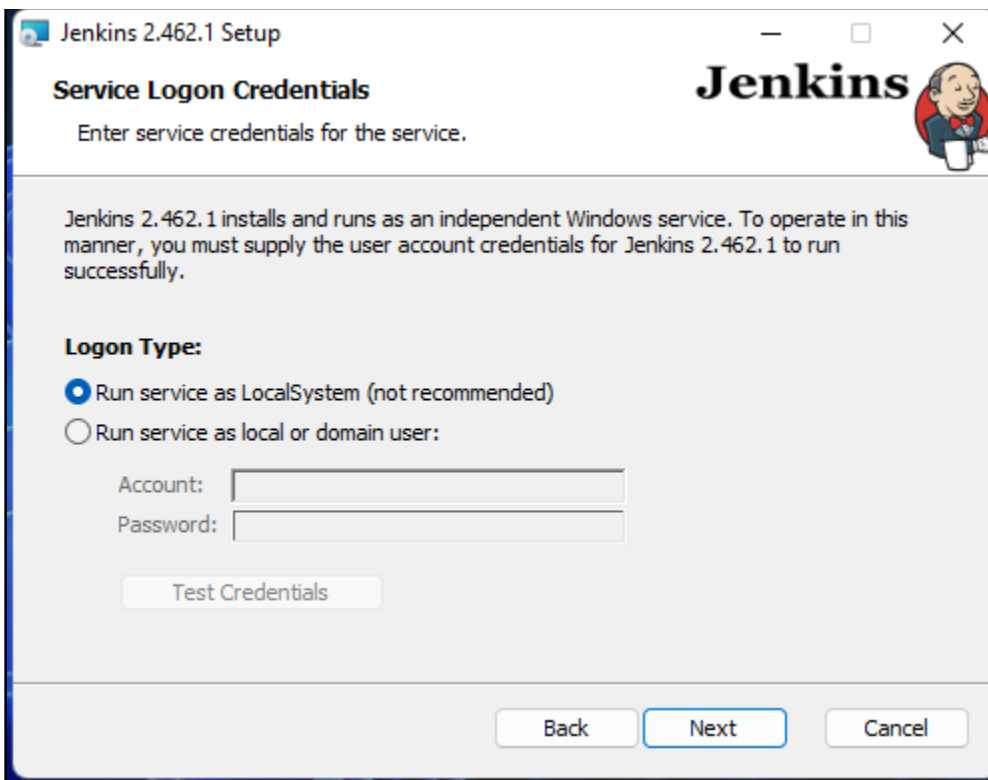 Jenkins 2.462.1 Setup
Service Logon Credentials
Jenkins
Enter service credentials for the service.
Jenkins 2.462.1 installs and runs as an independent Windows service. To operate in this
manner, you must supply the user account credentials for Jenkins 2.462.1 to run
successfully.
Logon Type:
Run service as LocalSystem (not recommended)
Run service as local or domain user:
Account:
Password:
Test Credentials
Back Next Cancel